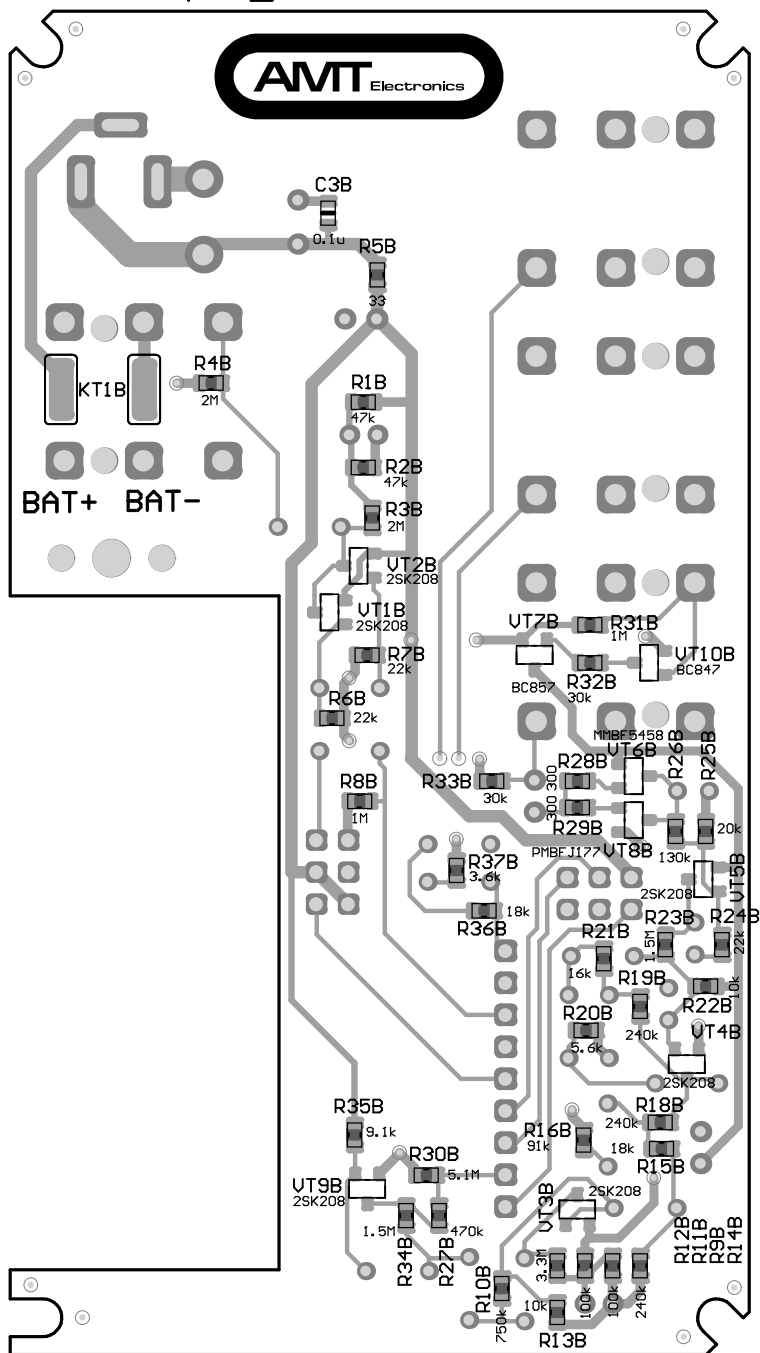 AMT Electronics
C3B
0.1u
R5B
33
R4B
2M
KT1B
R1B
47k
R2B
47k
BAT+ BAT-
R3B
2M
VT2B
2SK208
VT1B
2SK208
R7B
22k
R6B
22k
VT7B
BC857
R31B
1M
R32B
30k
VT10B
BC847
MMBF5458
VT6B
R26B
R25B
R28B
300
R33B
30k
300
R29B
VT8B
PMBFJ177
130k
20k
R8B
1M
R37B
3.6k
18k
R36B
VT5B
2SK208
R23B
1.5M
R24B
22k
R21B
16k
R19B
240k
10k
R22B
R20B
5.6k
VT4B
2SK208
R35B
9.1k
R18B
240k
R16B
91k
18k
R15B
R30B
5.1M
VT9B
2SK208
2SK208
VT3B
1.5M
R34B
470k
R27B
R12B
R11B
R9B
R14B
3.3M
100k
100k
240k
R10B
750k
10k
R13B